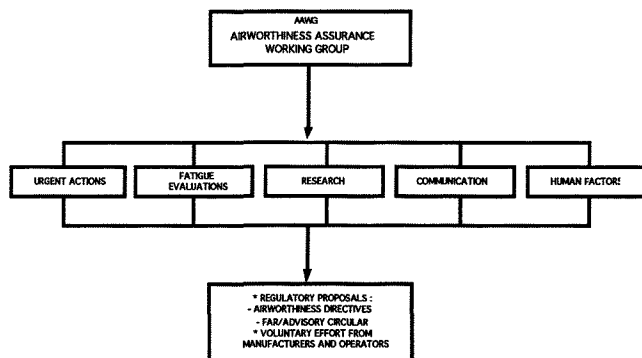 AAWG
AIRWORTHINESS ASSURANCE
WORKING GROUP
URGENT ACTIONS
FATIGUE
EVALUATIONS
RESEARCH
COMMUNICATION
HUMAN FACTORS
* REGULATORY PROPOSALS :
- AIRWORTHINESS DIRECTIVES
- FAR/ADVISORY CIRCULAR
* VOLUNTARY EFFORT FROM
MANUFACTURERS AND OPERATORS